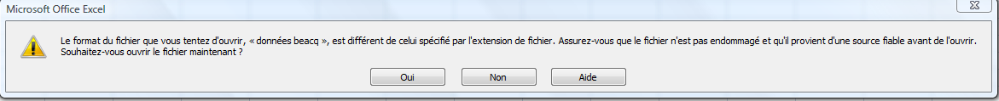 Microsoft Office Excel
Le format du fichier que vous tentez d'ouvrir, « données beacq », est différent de celui spécifié par l'extension de fichier. Assurez-vous que le fichier n'est pas endommagé et qu'il provient d'une source fiable avant de l'ouvrir.
Souhaitez-vous ouvrir le fichier maintenant ?
Oui Non Aide